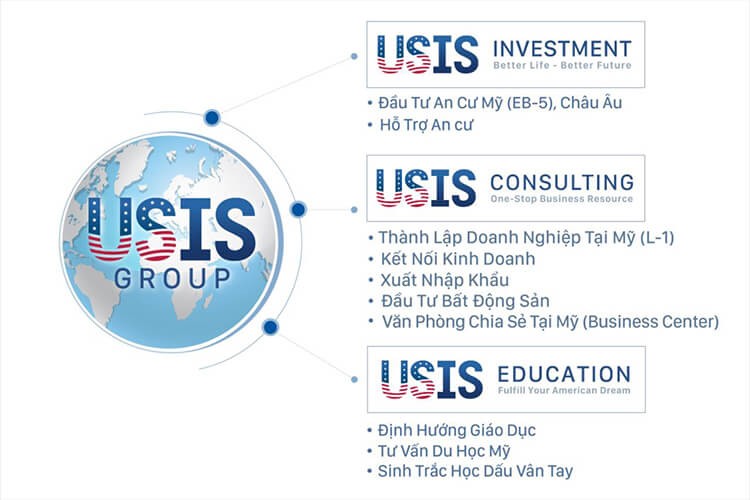 USIS
GROUP
USIS INVESTMENT
Better Life - Better Future
• Đầu Tư An Cư Mỹ (EB-5), Châu Âu
• Hỗ Trợ An cư
USIS CONSULTING
One-Stop Business Resource
• Thành Lập Doanh Nghiệp Tại Mỹ (L-1)
• Kết Nối Kinh Doanh
• Xuất Nhập Khẩu
• Đầu Tư Bất Động Sản
• Văn Phòng Chia Sẻ Tại Mỹ (Business Center)
USIS EDUCATION
Fulfill Your American Dream
• Định Hướng Giáo Dục
• Tư Vấn Du Học Mỹ
• Sinh Trắc Học Dấu Vân Tay